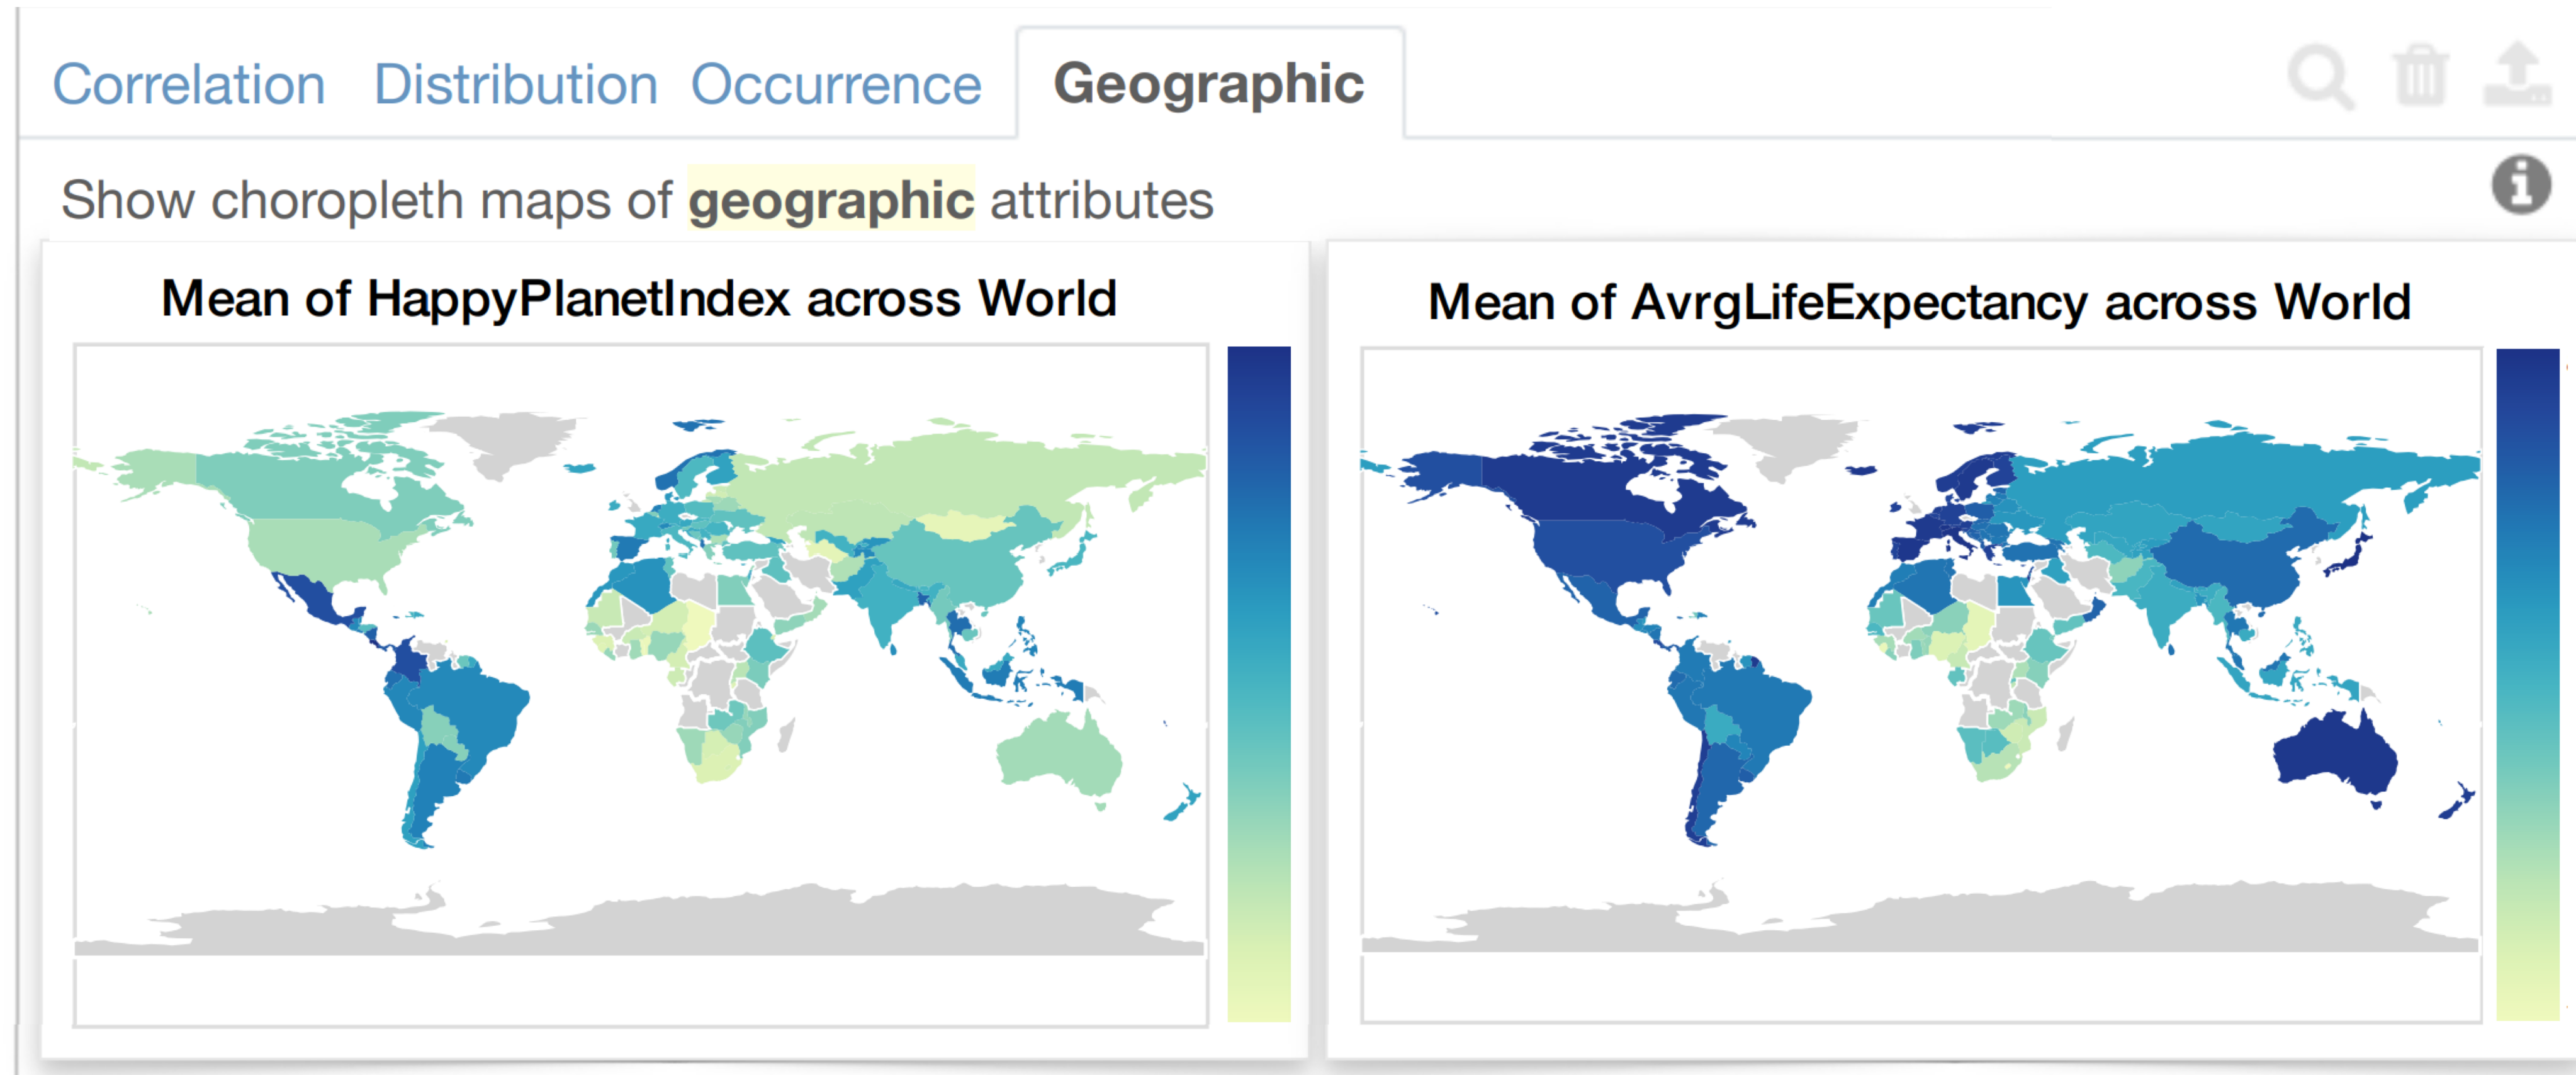 Correlation Distribution Occurrence Geographic
Show choropleth maps of geographic attributes
Mean of HappyPlanetIndex across World
Mean of AvrgLifeExpectancy across World